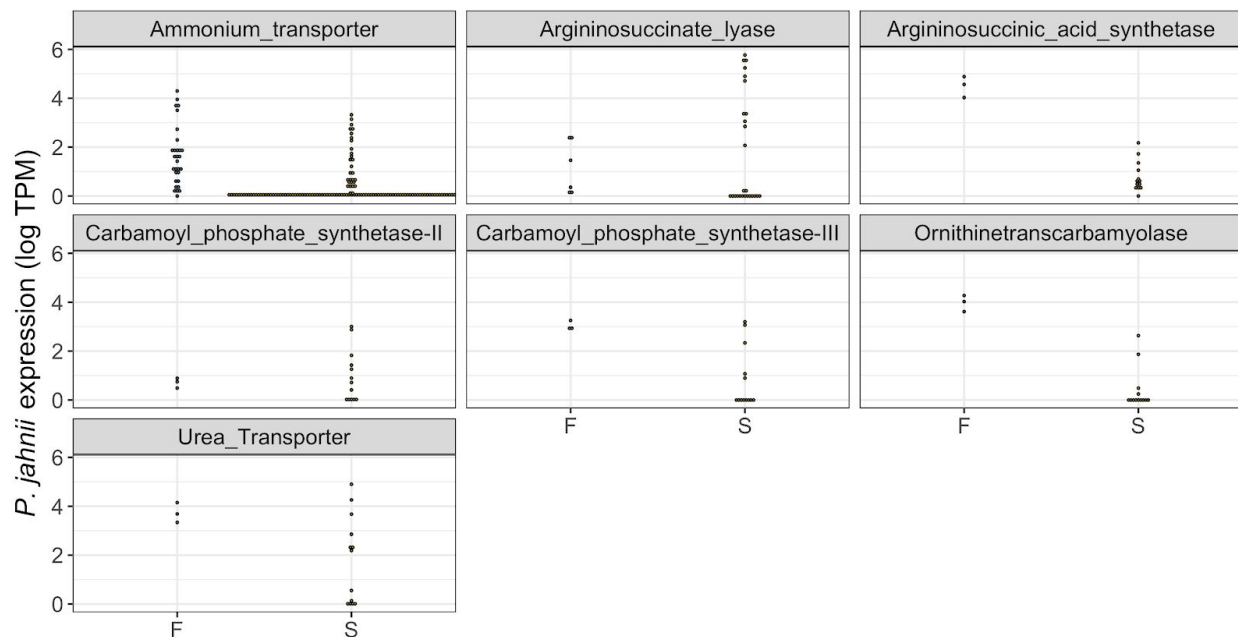 Ammonium_transporter
Argininosuccinate_lyase
Argininosuccinic_acid_synthetase
6
4
2
0
Carbamoyl_phosphate_synthetase-II
Carbamoyl_phosphate_synthetase-III
Ornithinetranscarbamyolase
6
4
2
0
F
S
F
S
Urea_Transporter
6
4
2
0
F
S
P. jahnii expression (log TPM)